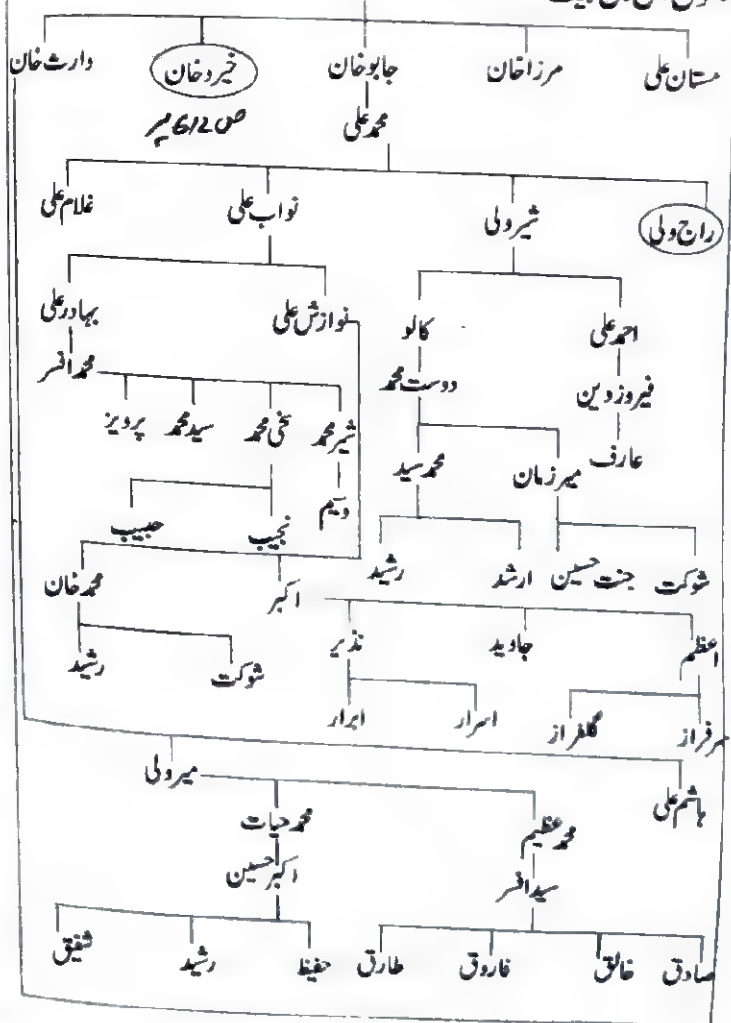 مستان علی مرزا خان جابو خان خیرو خان وارث خان
محمد علی ص 612 پر
راج ولی شیر ولی نواب علی غلام علی
احمد علی کالو نوازش علی بہادر علی
فیروز دین دوست محمد محمد افسر
شیر محمد سخی محمد سید محمد پرویز
عارف میر زمان محمد سید وسیم نجیب حبیب
شوکت جنت حسین ارشد رشید اکبر محمد خان
اعظم جاوید نذیر شوکت رشید
سرفراز گلفراز اسرار ابرار
ہاشم علی میر ولی
محمد عظیم محمد حیات
سید افسر اکبر حسین
صادق خالق فاروق طارق حفیظ رشید شفیق